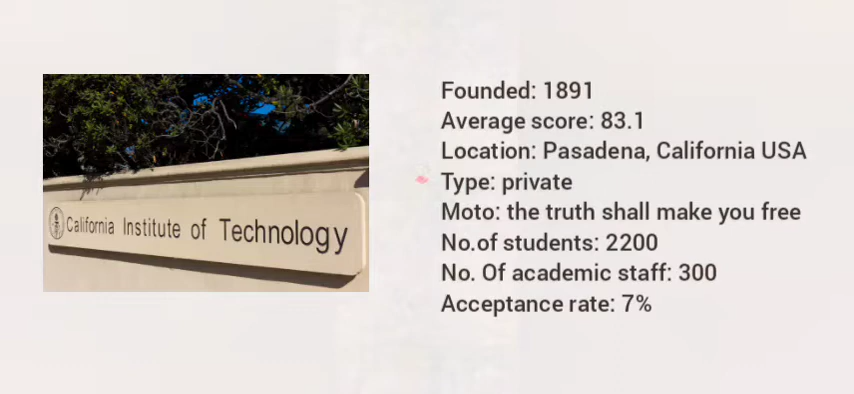 California Institute of Technology
Founded: 1891
Average score: 83.1
Location: Pasadena, California USA
Type: private
Moto: the truth shall make you free
No.of students: 2200
No. Of academic staff: 300
Acceptance rate: 7%